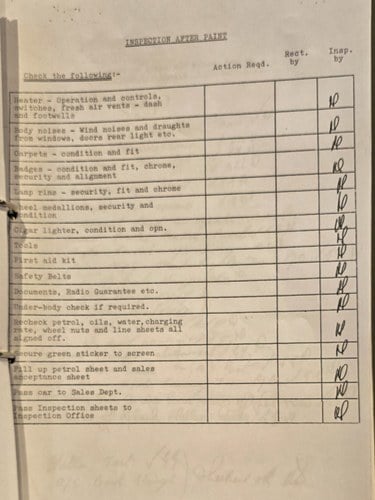 INSPECTION AFTER PAINT
Check the following:-
Action Reqd.
Rect. by
Insp. by
Heater - Operation and controls,
switches, fresh air vents - dash
and footwells
Body noises - Wind noises and draughts
from windows, doors rear light etc.
Carpets - condition and fit
Badges - condition and fit, chrome,
security and alignment
Lamp rims - security, fit and chrome
Wheel medallions, security and
condition
Cigar lighter, condition and opn.
Tools
First aid kit
Safety Belts
Documents, Radio Guarantee etc.
Under-body check if required.
Recheck petrol, oils, water,charging
rate, wheel nuts and line sheets all
signed off.
Secure green sticker to screen
Fill up petrol sheet and sales
acceptance sheet
Pass car to Sales Dept.
Pass Inspection sheets to
Inspection Office